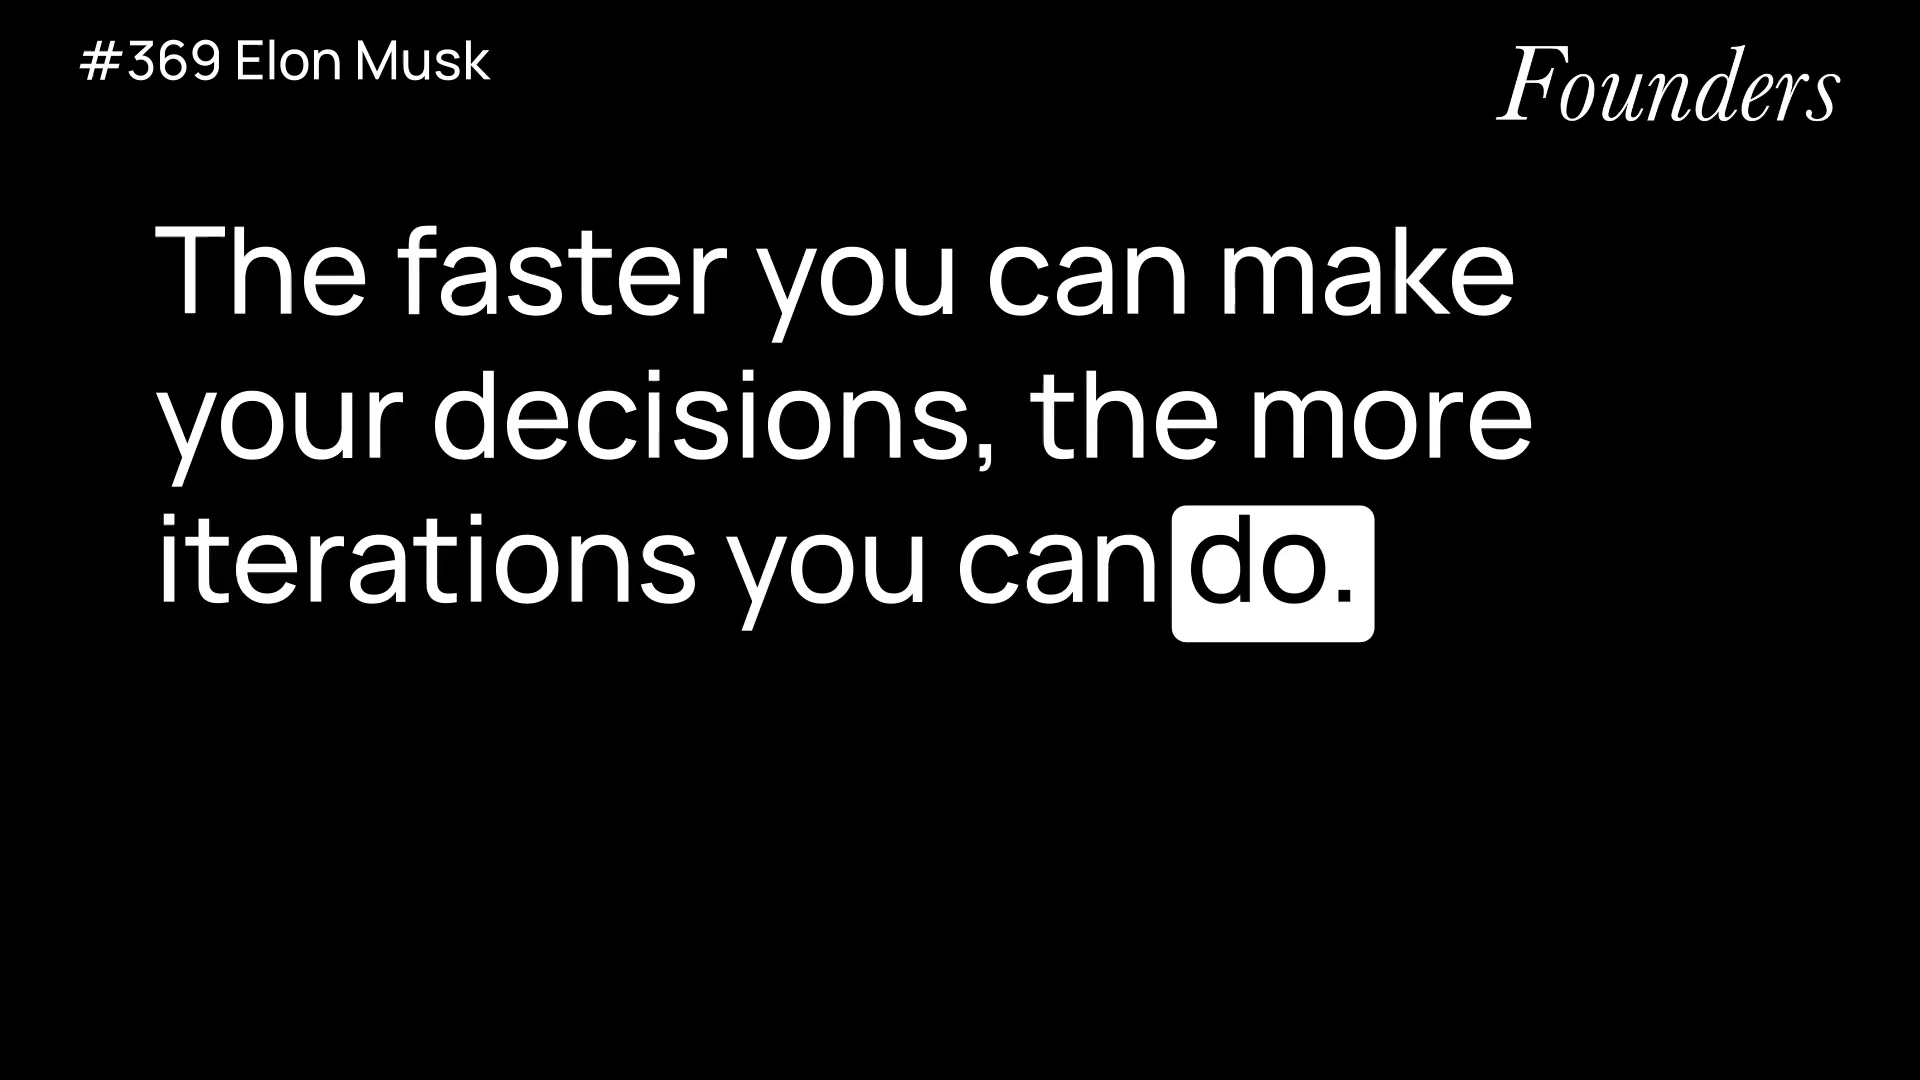 #369 Elon Musk
Founders
The faster you can make
your decisions, the more
iterations you can do.